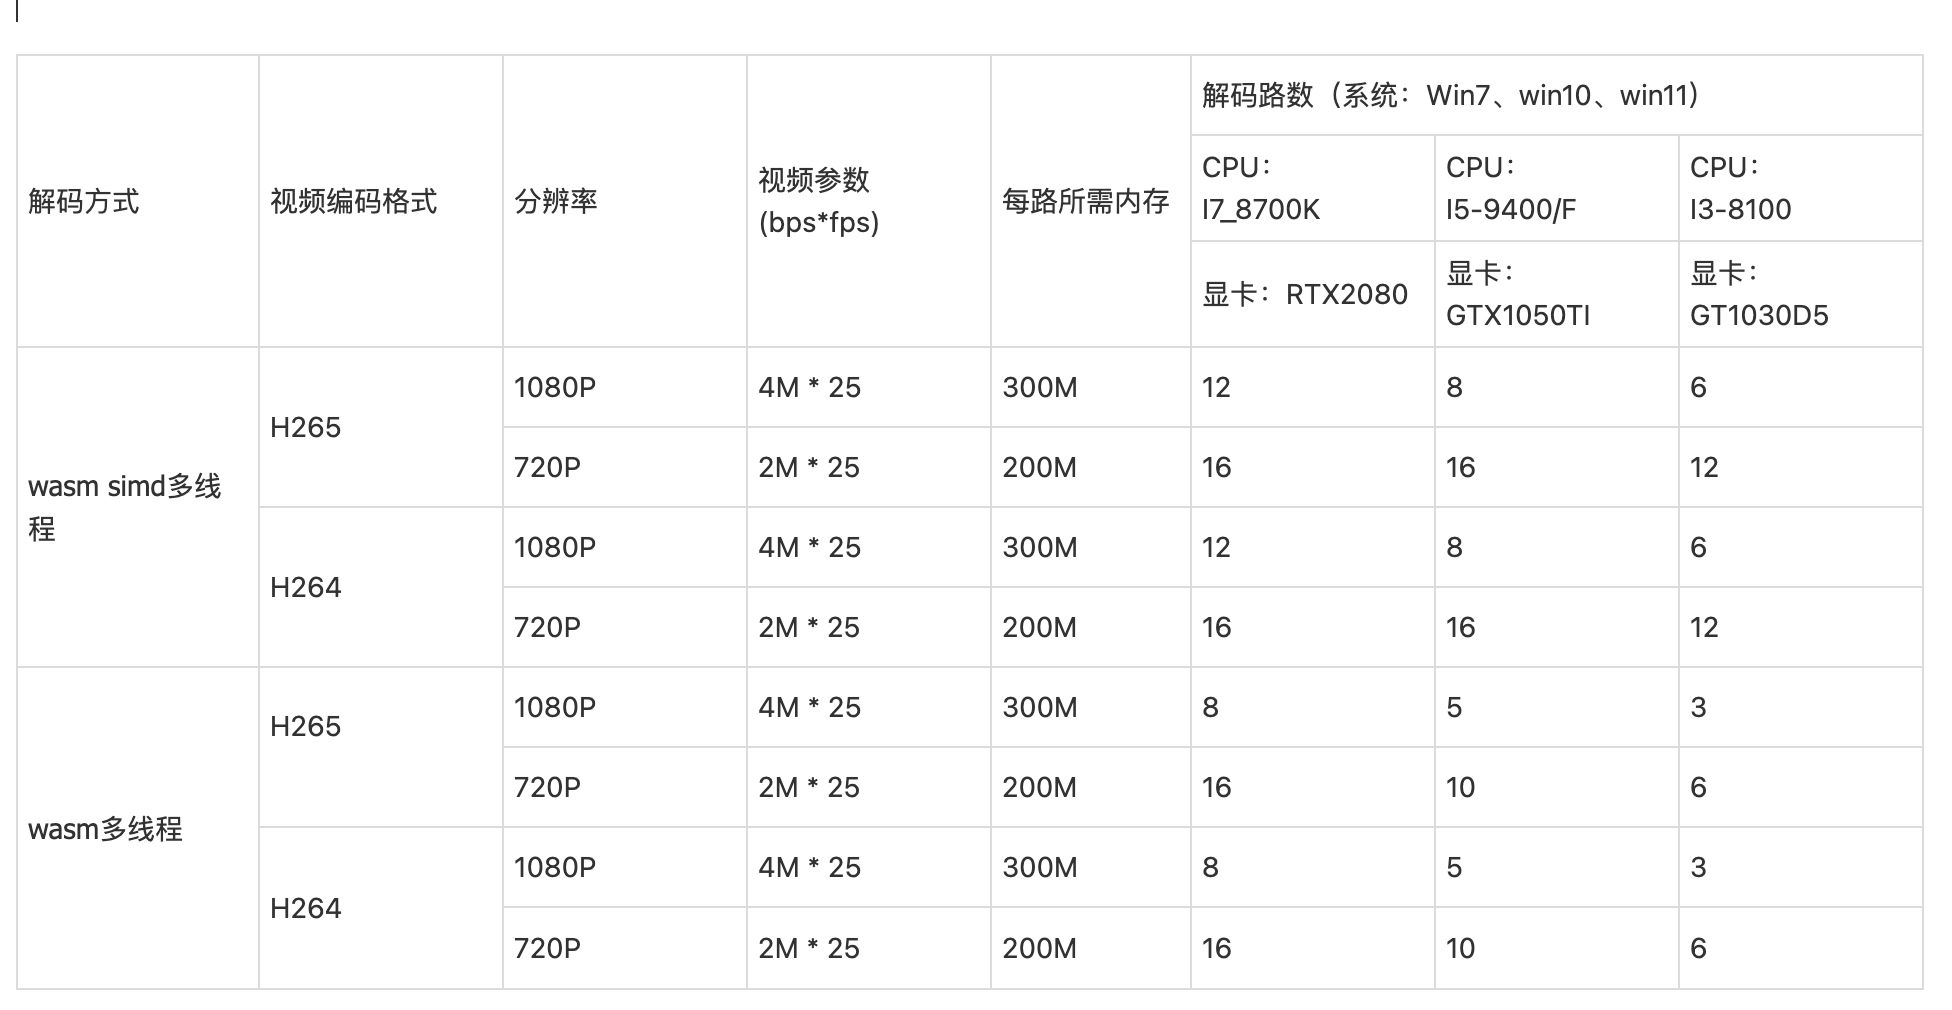 解码方式
视频编码格式
分辨率
视频参数
(bps*fps)
每路所需内存
解码路数（系统：Win7、win10、win11）
CPU：
I7_8700K
CPU：
I5-9400/F
CPU：
I3-8100
显卡：RTX2080
显卡：
GTX1050TI
显卡：
GT1030D5
wasm simd多线
程
H265
1080P
4M * 25
300M
12
8
6
720P
2M * 25
200M
16
16
12
H264
1080P
4M * 25
300M
12
8
6
720P
2M * 25
200M
16
16
12
wasm多线程
H265
1080P
4M * 25
300M
8
5
3
720P
2M * 25
200M
16
10
6
H264
1080P
4M * 25
300M
8
5
3
720P
2M * 25
200M
16
10
6